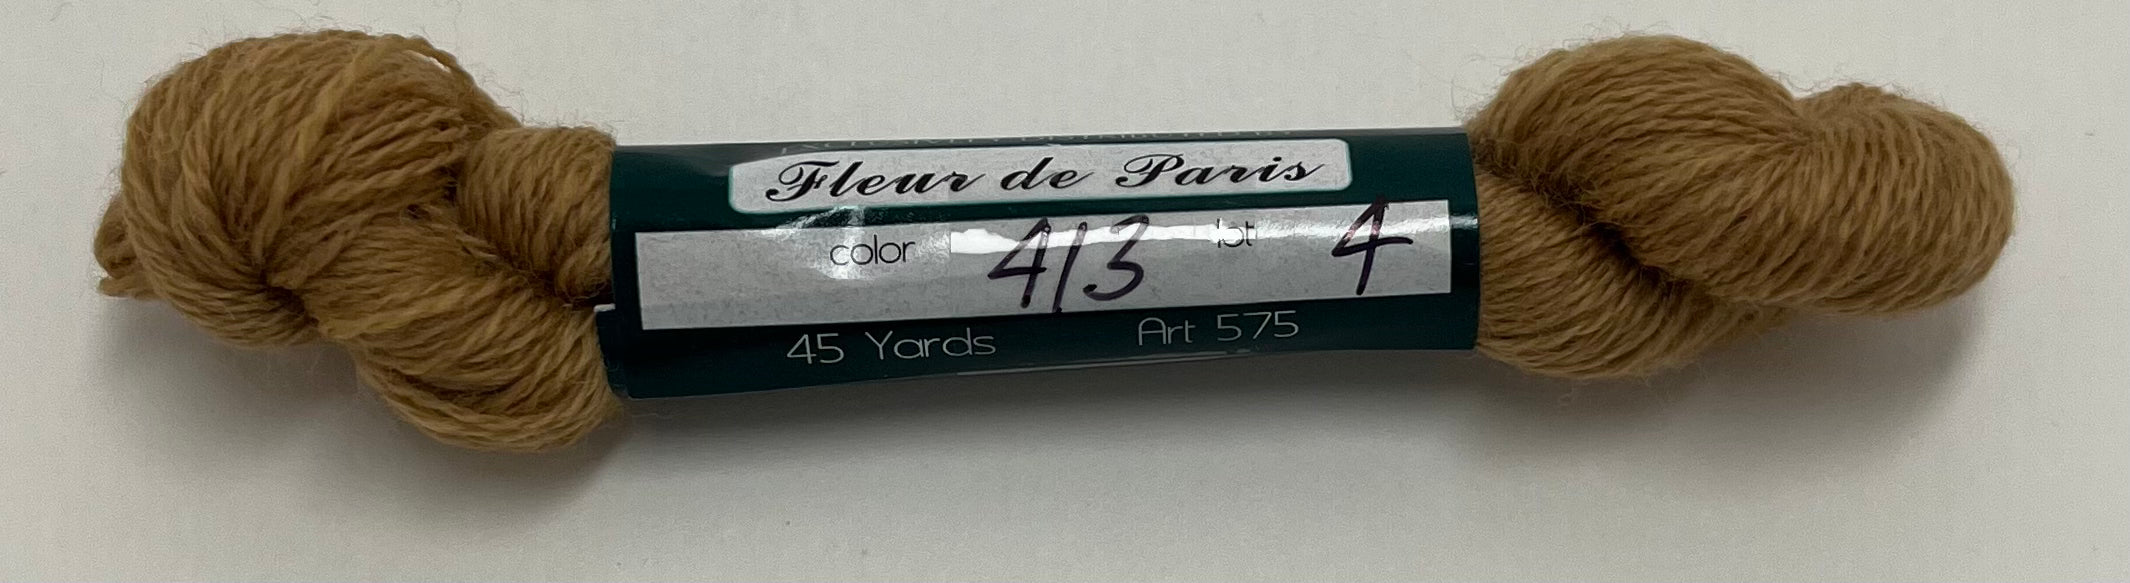 Fleur de Paris
color 413 lot 4
45 Yards Art 575